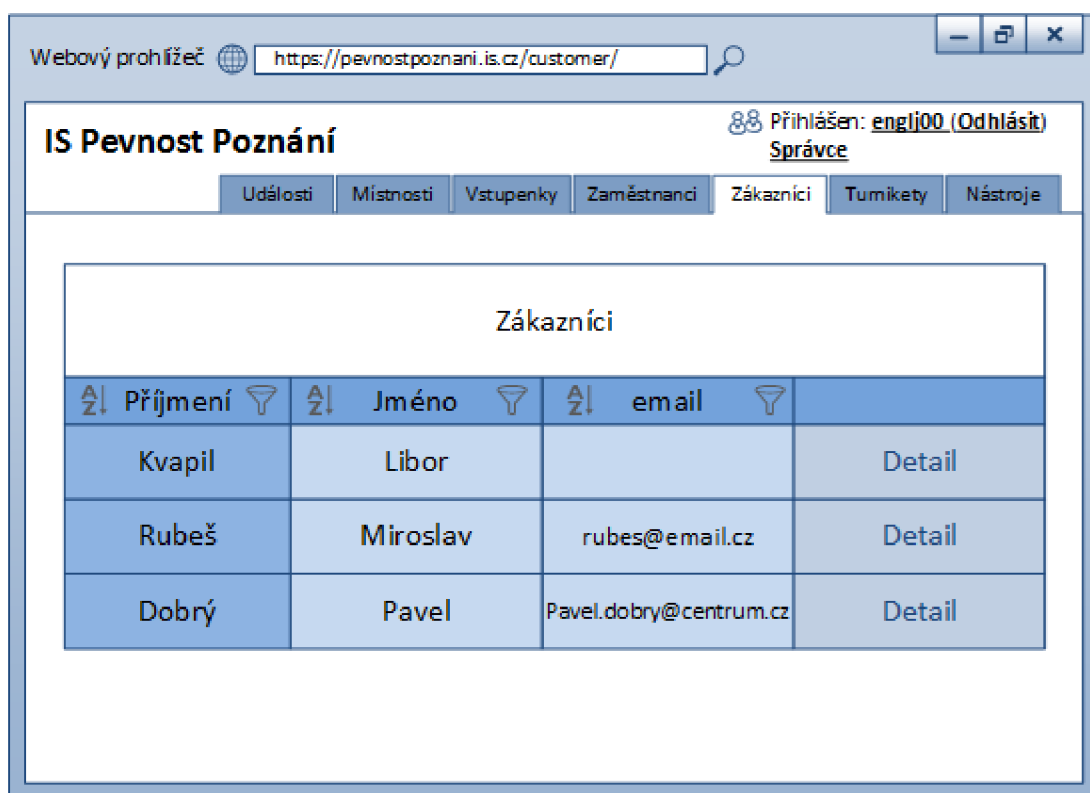 Webový prohlížeč https://pevnostpoznani.is.cz/customer/
IS Pevnost Poznání
Přihlášen: englj00 (Odhlásit)
Správce
Události Místnosti Vstupenky Zaměstnanci Zákazníci Turnikety Nástroje
Zákazníci
Příjmení Jméno email
Kvapil Libor Detail
Rubeš Miroslav rubes@email.cz Detail
Dobrý Pavel Pavel.dobry@centrum.cz Detail